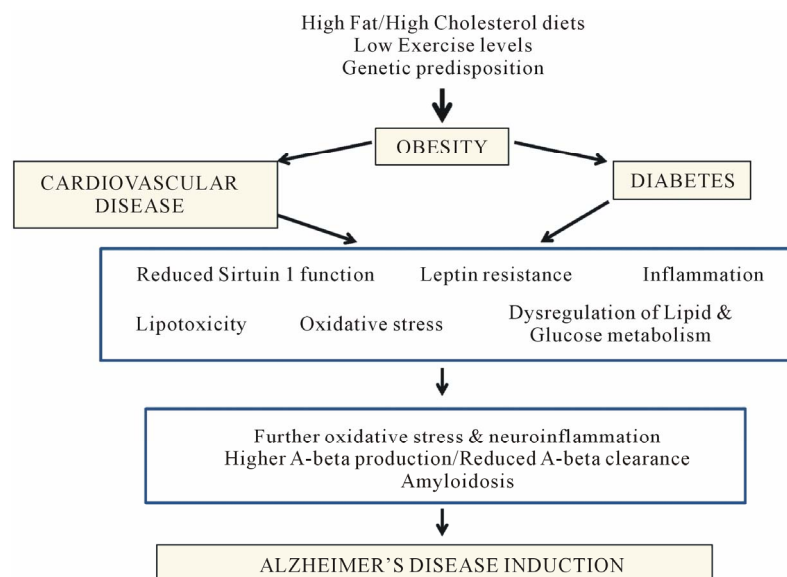 High Fat/High Cholesterol diets
Low Exercise levels
Genetic predisposition
OBESITY
CARDIOVASCULAR
DISEASE
DIABETES
Reduced Sirtuin 1 function
Leptin resistance
Inflammation
Lipotoxicity
Oxidative stress
Dysregulation of Lipid &
Glucose metabolism
Further oxidative stress & neuroinflammation
Higher A-beta production/Reduced A-beta clearance
Amyloidosis
ALZHEIMER’S DISEASE INDUCTION